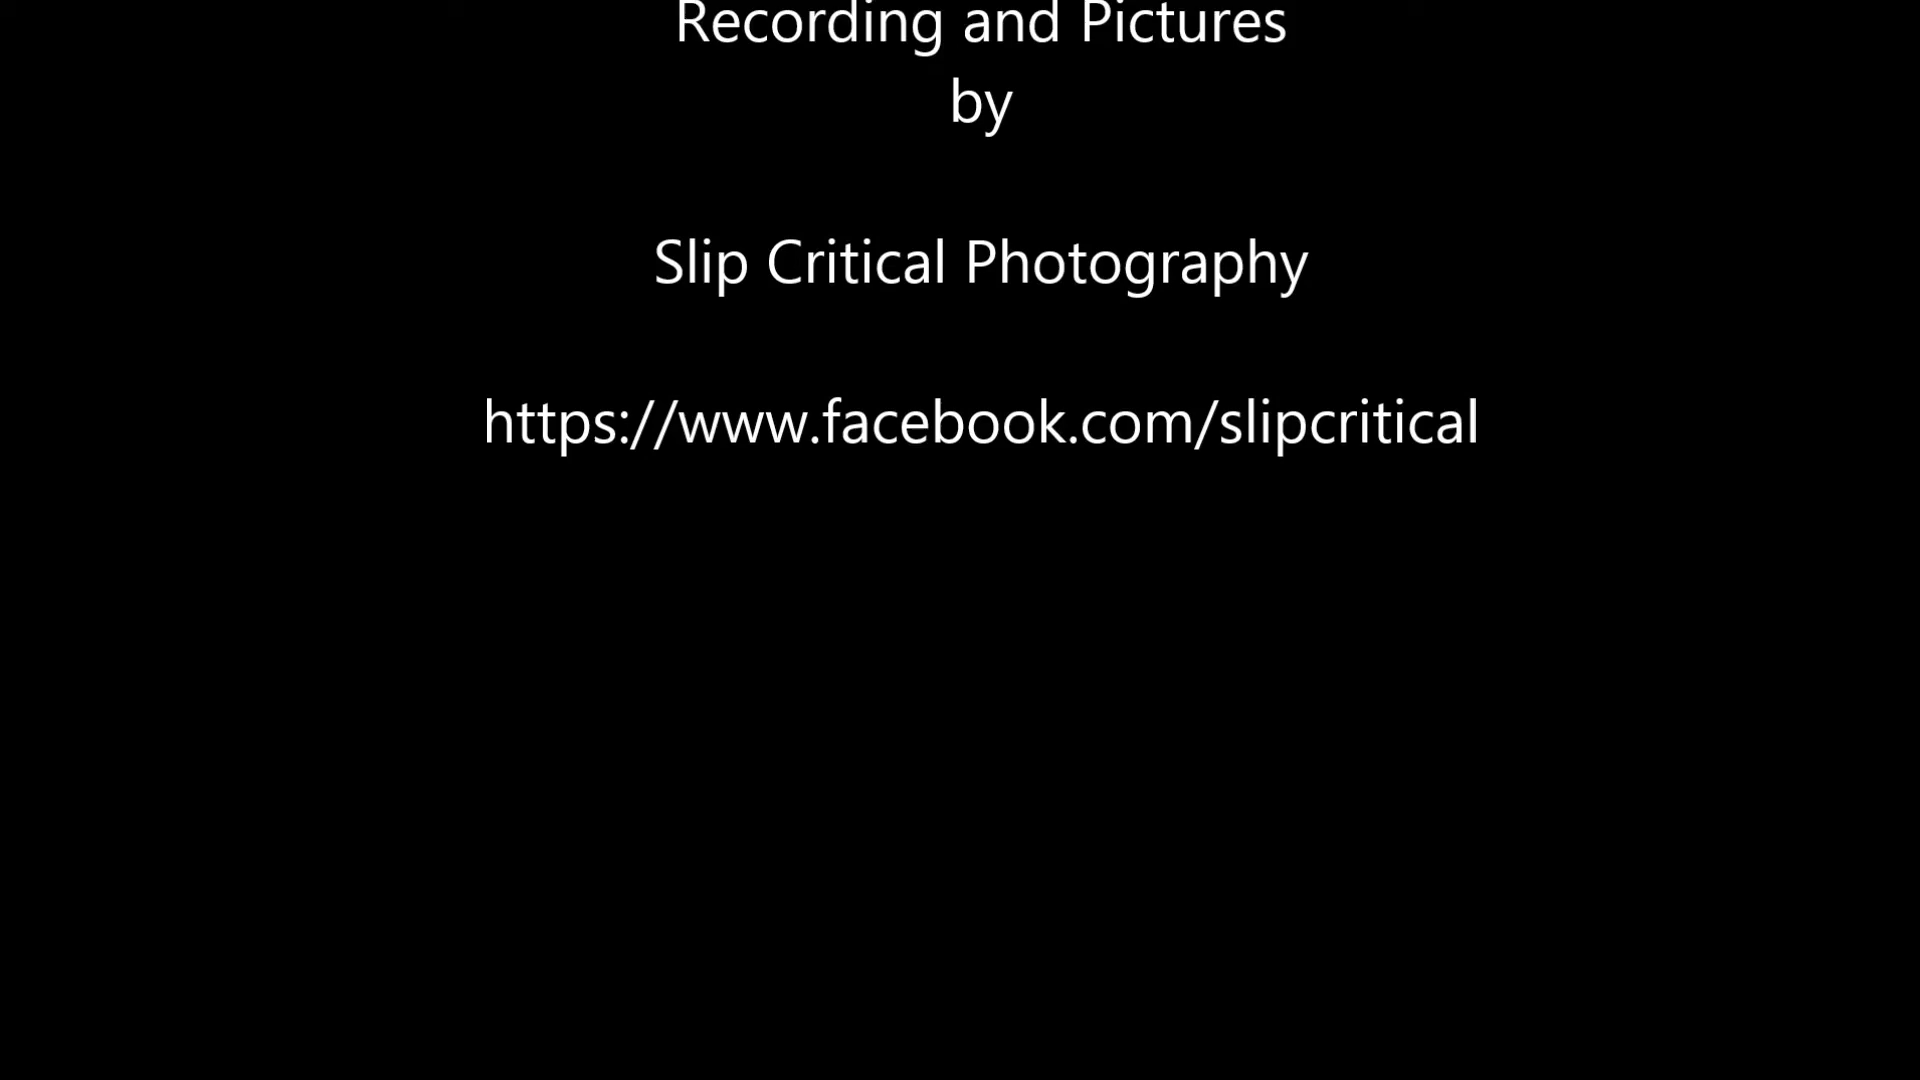 Recording and Pictures
by
Slip Critical Photography
https://www.facebook.com/slipcritical